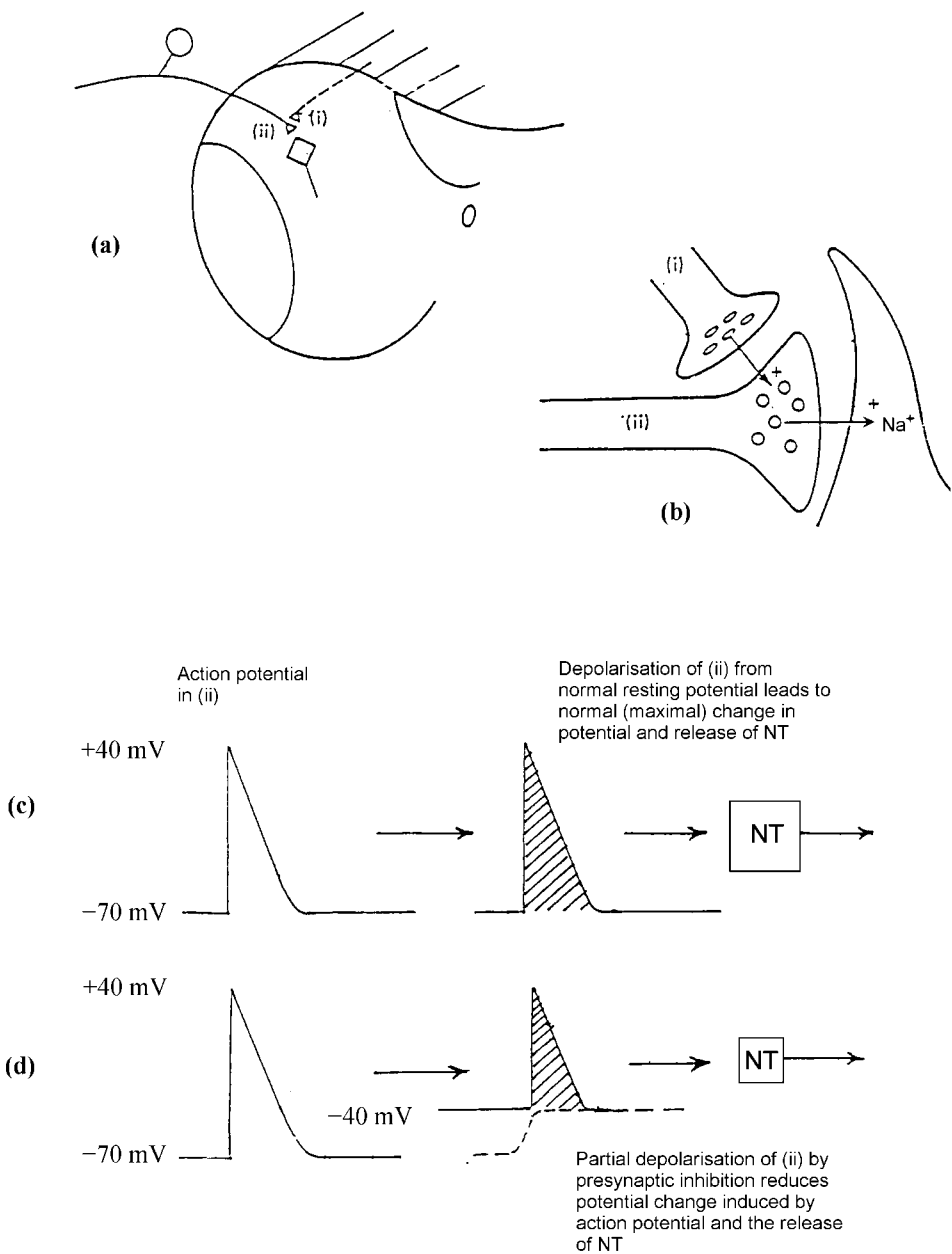 (i)
(ii)
(a)
(i)
+
+
(ii)
Na+
(b)
Action potential
in (ii)
Depolarisation of (ii) from
normal resting potential leads to
normal (maximal) change in
potential and release of NT
+40 mV
(c)
NT
−70 mV
+40 mV
(d)
NT
−40 mV
−70 mV
Partial depolarisation of (ii) by
presynaptic inhibition reduces
potential change induced by
action potential and the release
of NT